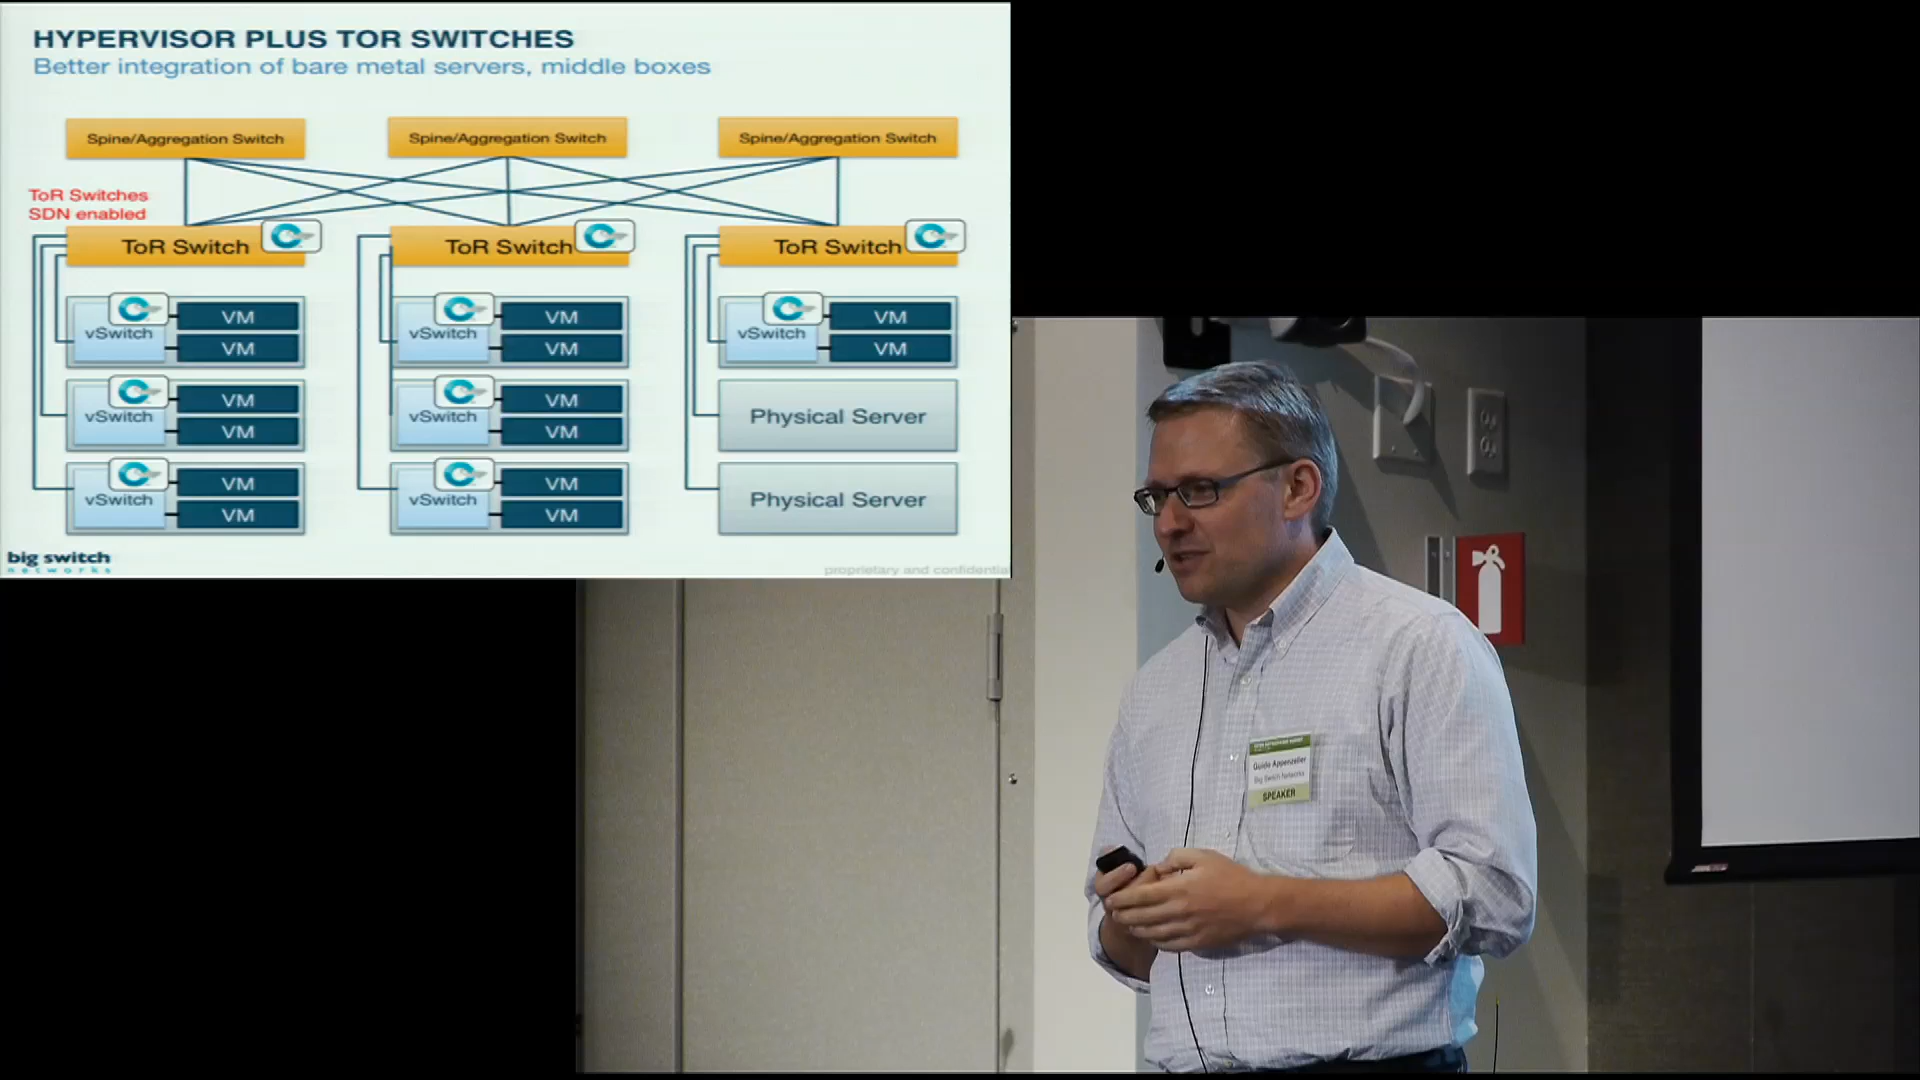 HYPERVISOR PLUS TOR SWITCHES
Better integration of bare metal servers, middle boxes
Spine/Aggregation Switch
Spine/Aggregation Switch
Spine/Aggregation Switch
ToR Switches
SDN enabled
ToR Switch
ToR Switch
ToR Switch
vSwitch
VM
VM
vSwitch
VM
VM
vSwitch
VM
VM
vSwitch
VM
VM
vSwitch
VM
VM
Physical Server
vSwitch
VM
VM
vSwitch
VM
VM
Physical Server
big switch
networks
proprietary and confidential
Guido Appenzeller
Big Switch Networks
SPEAKER